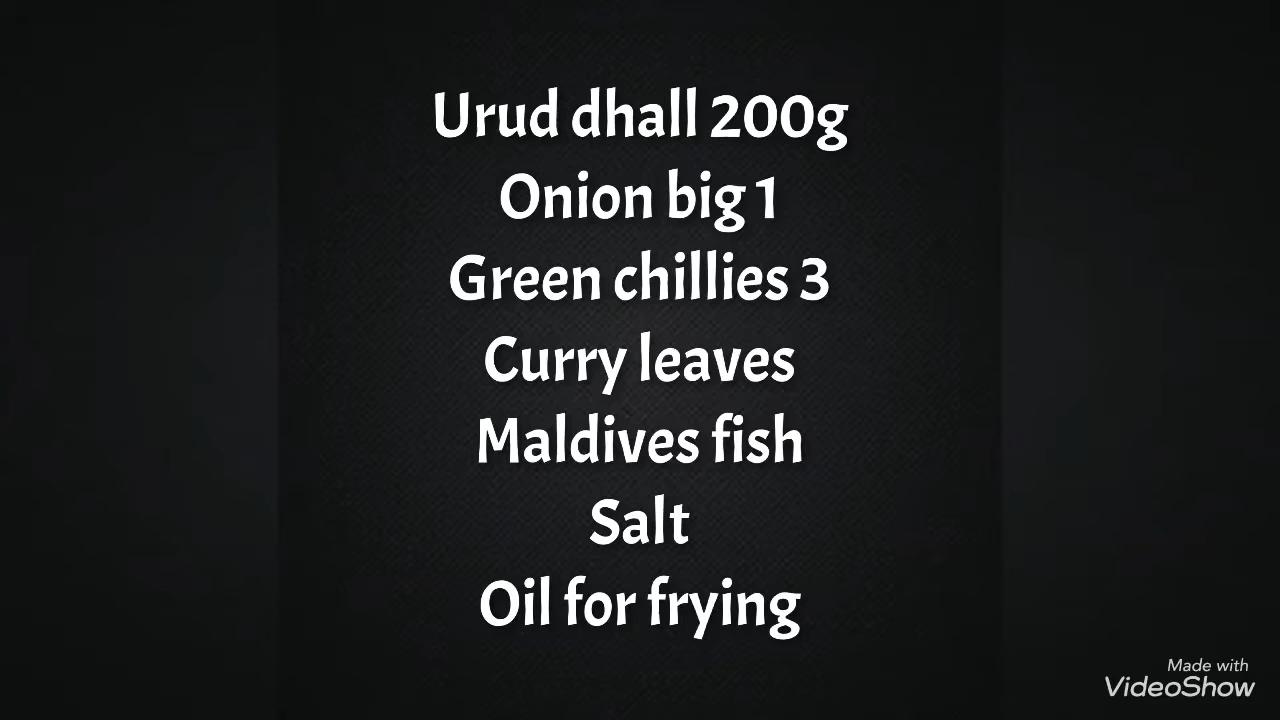 Urud dhall 200g
Onion big 1
Green chillies 3
Curry leaves
Maldives fish
Salt
Oil for frying
Made with
VideoShow